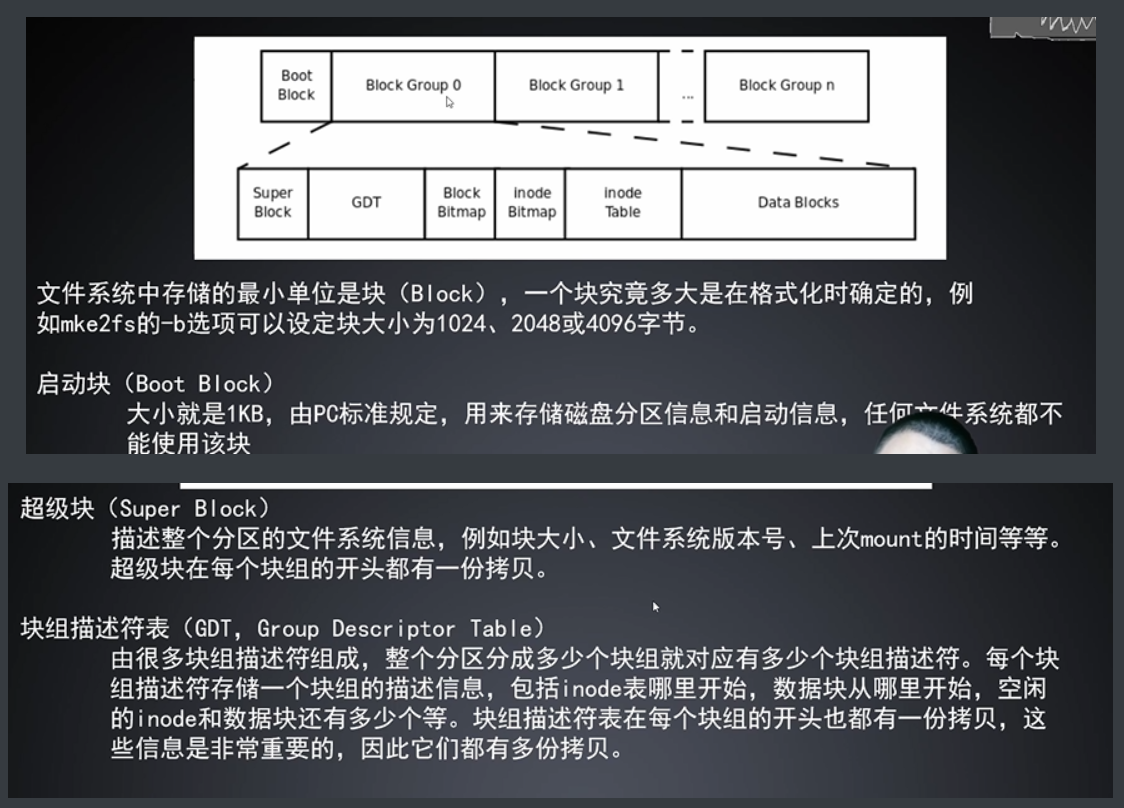 Boot
Block
Block Group 0
Block Group 1
...
Block Group n
Super
Block
GDT
Block
Bitmap
inode
Bitmap
inode
Table
Data Blocks
文件系统中存储的最小单位是块（Block），一个块究竟多大是在格式化时确定的，例
如mke2fs的-b选项可以设定块大小为1024、2048或4096字节。
启动块（Boot Block）
大小就是1KB，由PC标准规定，用来存储磁盘分区信息和启动信息，任何文件系统都不
能使用该块
超级块（Super Block）
描述整个分区的文件系统信息，例如块大小、文件系统版本号、上次mount的时间等等。
超级块在每个块组的开头都有一份拷贝。
块组描述符表（GDT，Group Descriptor Table）
由很多块组描述符组成，整个分区分成多少个块组就对应有多少个块组描述符。每个块
组描述符存储一个块组的描述信息，包括inode表哪里开始，数据块从哪里开始，空闲
的inode和数据块还有多少个等。块组描述符表在每个块组的开头也都有一份拷贝，这
些信息是非常重要的，因此它们都有多份拷贝。